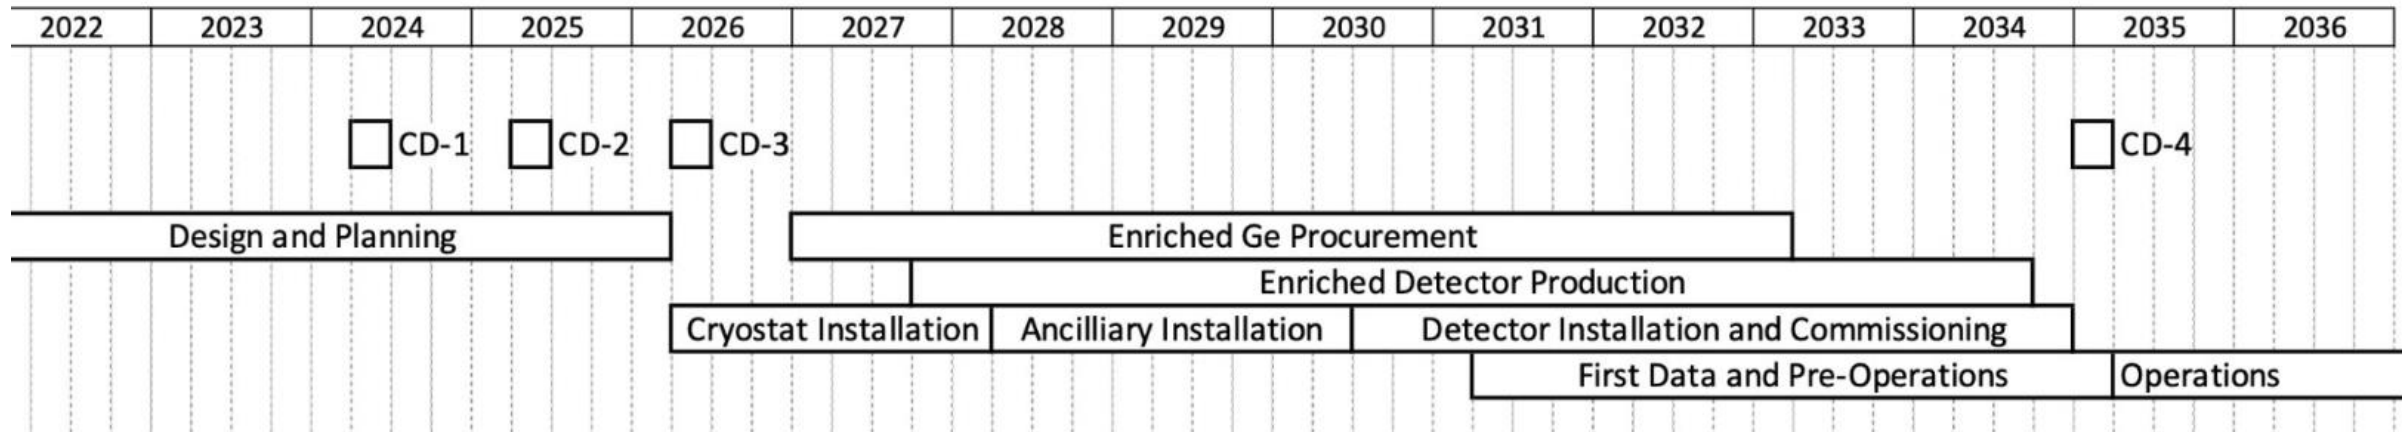 2022 2023 2024 2025 2026 2027 2028 2029 2030 2031 2032 2033 2034 2035 2036
CD-1 CD-2 CD-3 CD-4
Design and Planning Enriched Ge Procurement
Enriched Detector Production
Cryostat Installation Ancilliary Installation Detector Installation and Commissioning
First Data and Pre-Operations Operations